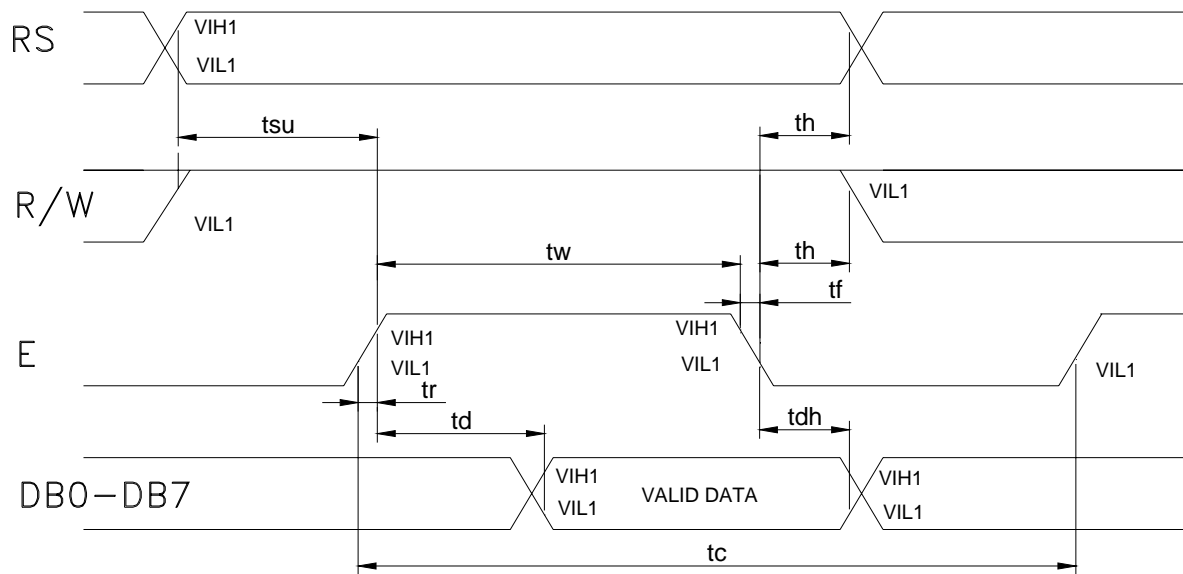 RS
VIH1
VIL1
tsu
th
R/W
VIL1
VIL1
tw
th
tf
E
VIH1
VIL1
VIH1
VIL1
VIL1
tr
td
tdh
DB0-DB7
VIH1
VIL1
VALID DATA
VIH1
VIL1
tc